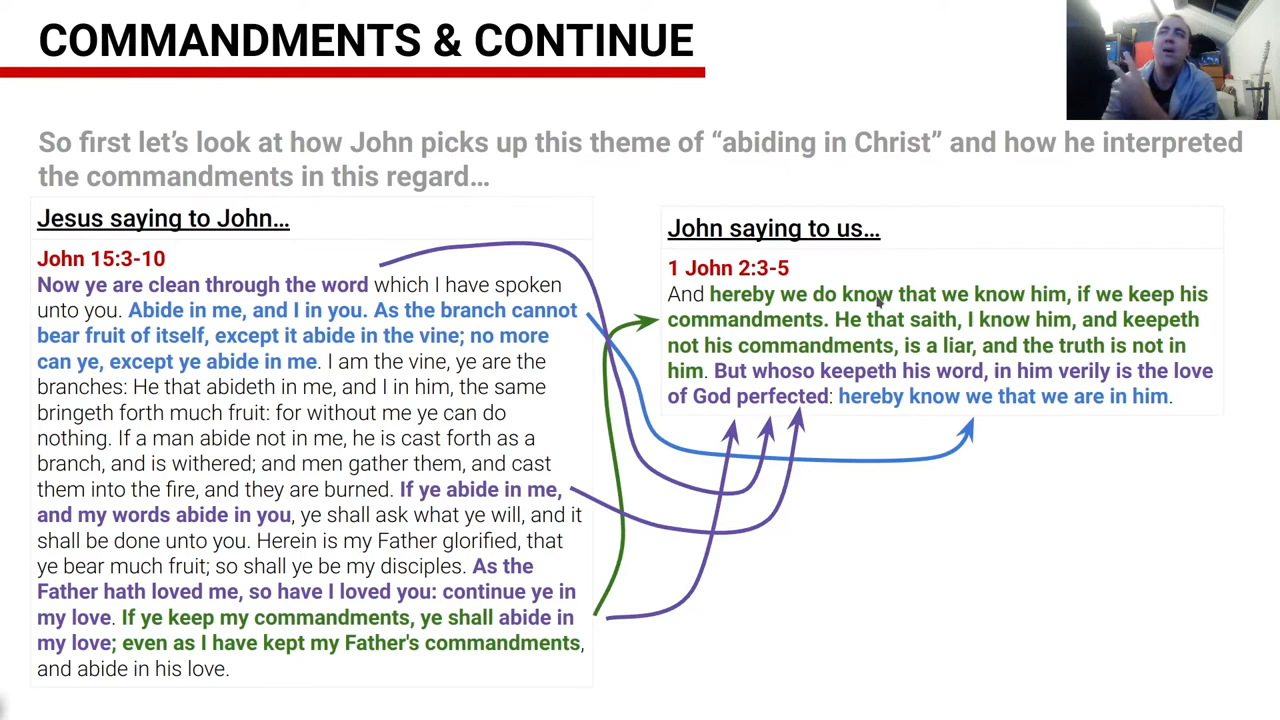 COMMANDMENTS & CONTINUE
So first let's look at how John picks up this theme of “abiding in Christ” and how he interpreted
the commandments in this regard…
Jesus saying to John…
John 15:3-10
Now ye are clean through the word which I have spoken
unto you. Abide in me, and I in you. As the branch cannot
bear fruit of itself, except it abide in the vine; no more
can ye, except ye abide in me. I am the vine, ye are the
branches: He that abideth in me, and I in him, the same
bringeth forth much fruit: for without me ye can do
nothing. If a man abide not in me, he is cast forth as a
branch, and is withered; and men gather them, and cast
them into the fire, and they are burned. If ye abide in me,
and my words abide in you, ye shall ask what ye will, and it
shall be done unto you. Herein is my Father glorified, that
ye bear much fruit; so shall ye be my disciples. As the
Father hath loved me, so have I loved you: continue ye in
my love. If ye keep my commandments, ye shall abide in
my love; even as I have kept my Father's commandments,
and abide in his love.
John saying to us…
1 John 2:3-5
And hereby we do know that we know him, if we keep his
commandments. He that saith, I know him, and keepeth
not his commandments, is a liar, and the truth is not in
him. But whoso keepeth his word, in him verily is the love
of God perfected: hereby know we that we are in him.